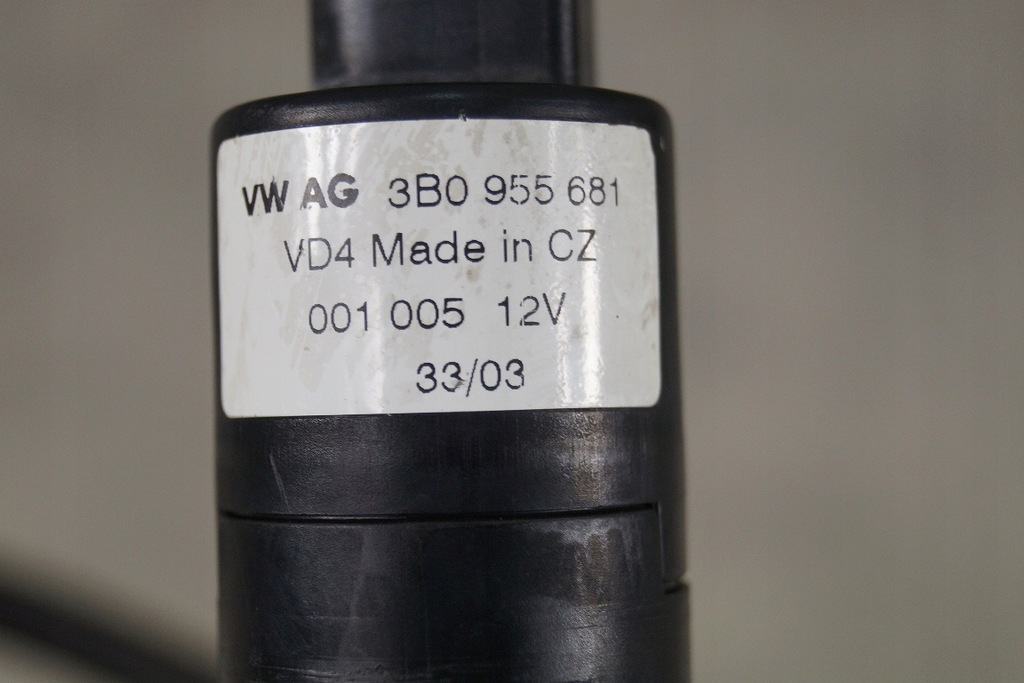 VW AG 3B0 955 681
VD4 Made in CZ
001 005 12V
33/03